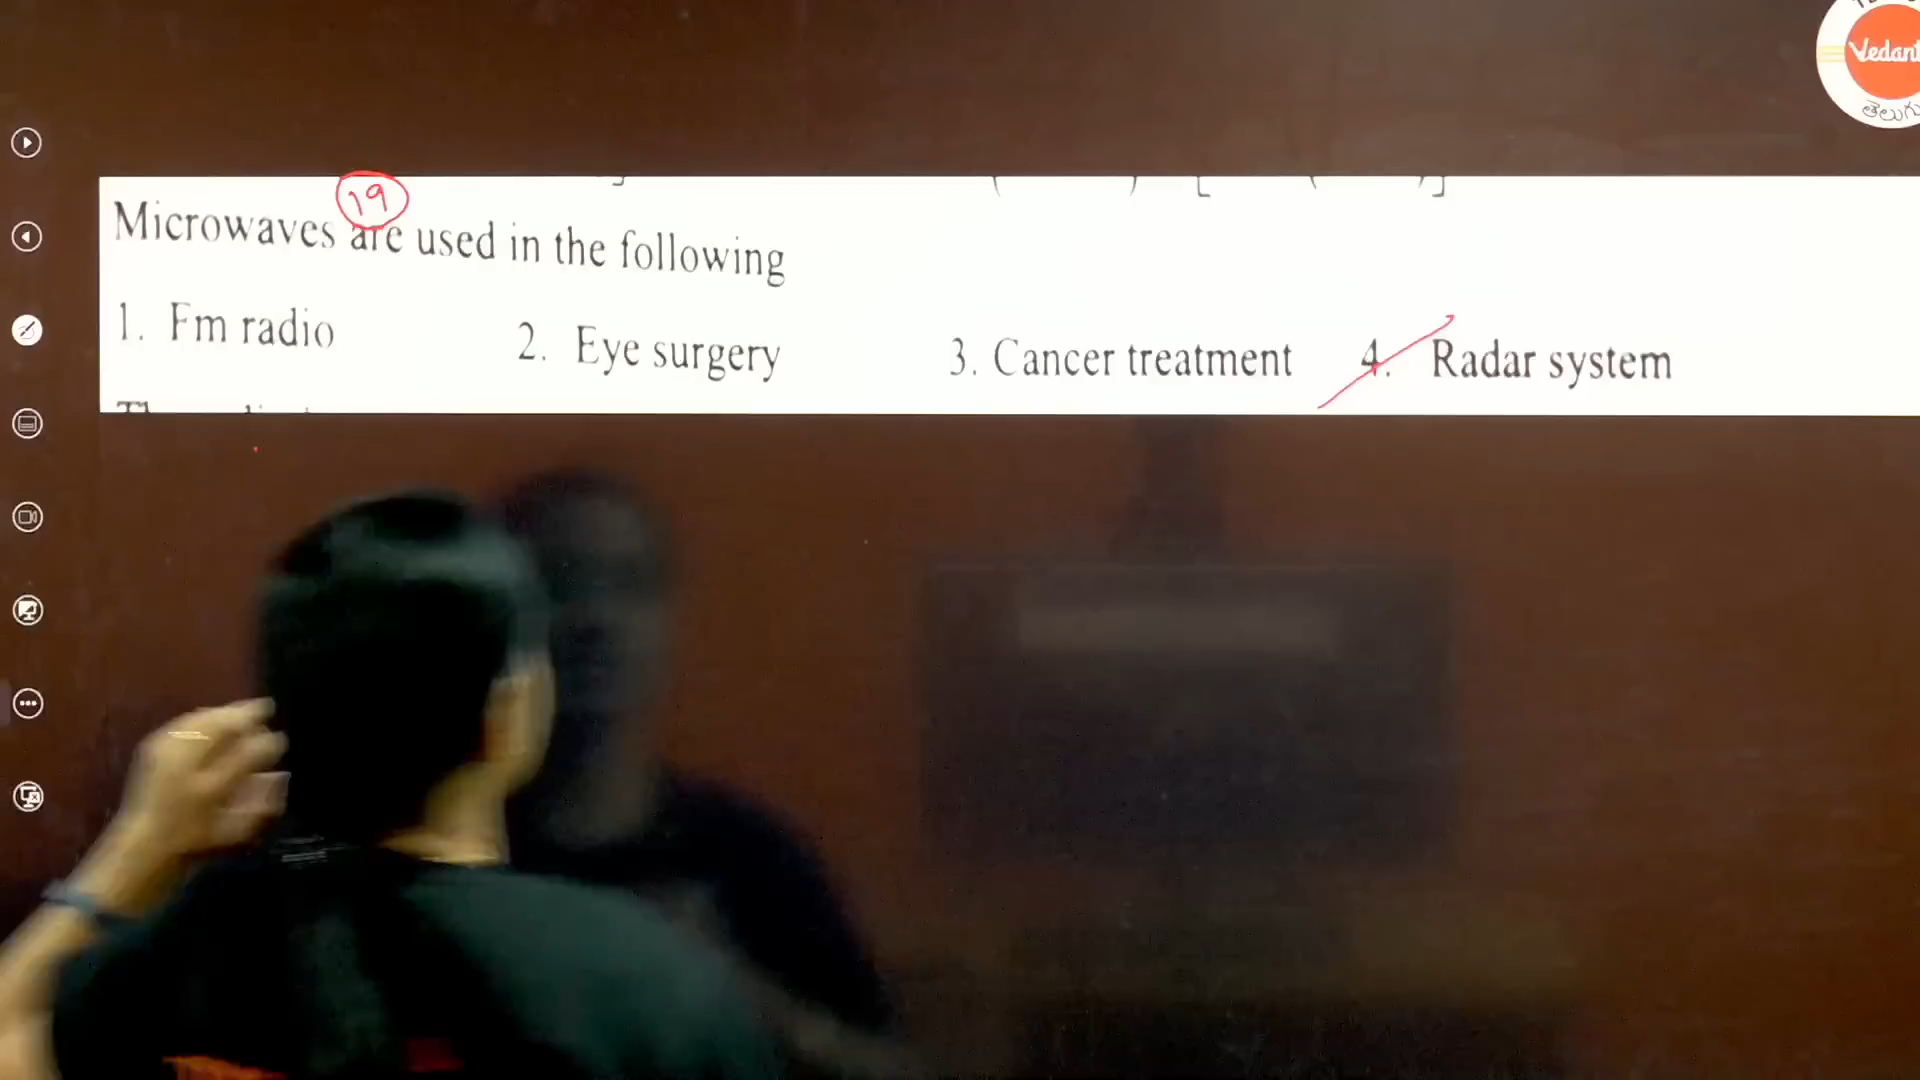 Vedant
తెలుగు
19
Microwaves are used in the following
1. Fm radio 2. Eye surgery 3. Cancer treatment 4. Radar system